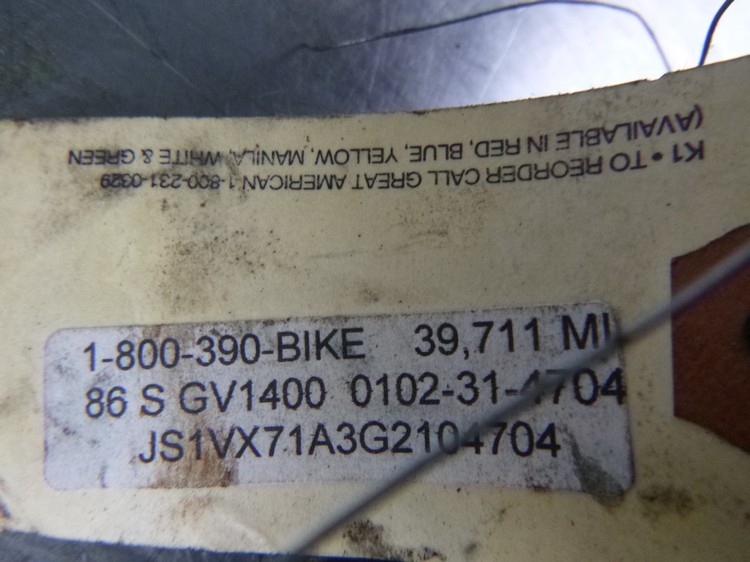 K1 • TO REORDER CALL GREAT AMERICAN 1-800-231-0329
(AVAILABLE IN RED, BLUE, YELLOW, MANILA, WHITE & GREEN
1-800-390-BIKE 39,711 MI
86 S GV1400 0102-31-4704
JS1VX71A3G2104704